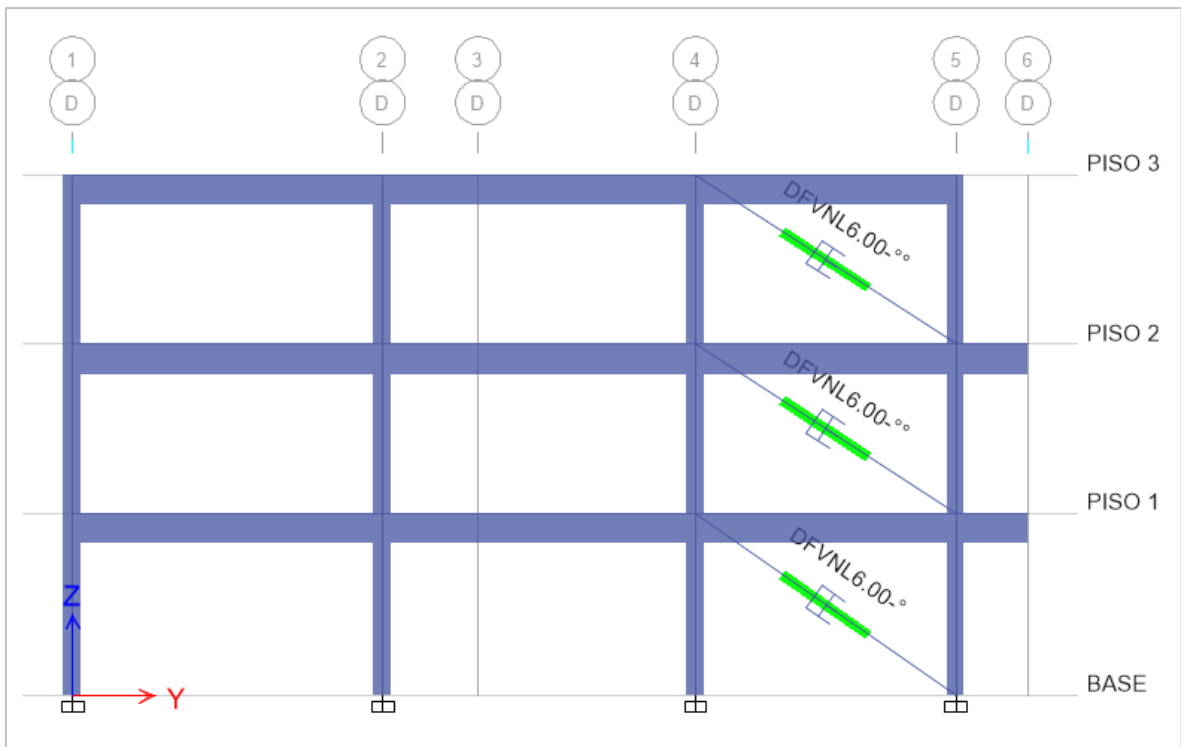 1 2 3 4 5 6
D D D D D D
PISO 3
DFVNL6.00-°°
PISO 2
DFVNL6.00-°°
PISO 1
DFVNL6.00-°
Z
Y
BASE